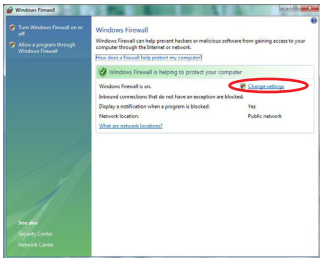 Windows Firewall
Turn Windows Firewall on or off
Allow a program through Windows Firewall
Windows Firewall
Windows Firewall can help prevent hackers or malicious software from gaining access to your
computer through the Internet or network.
How does a firewall help protect my computer?
Windows Firewall is helping to protect your computer
Windows Firewall is on.
Change settings
Inbound connections that do not have an exception are blocked.
Display a notification when a program is blocked: Yes
Network location: Public network
What are network locations?
See also
Security Center
Network Center